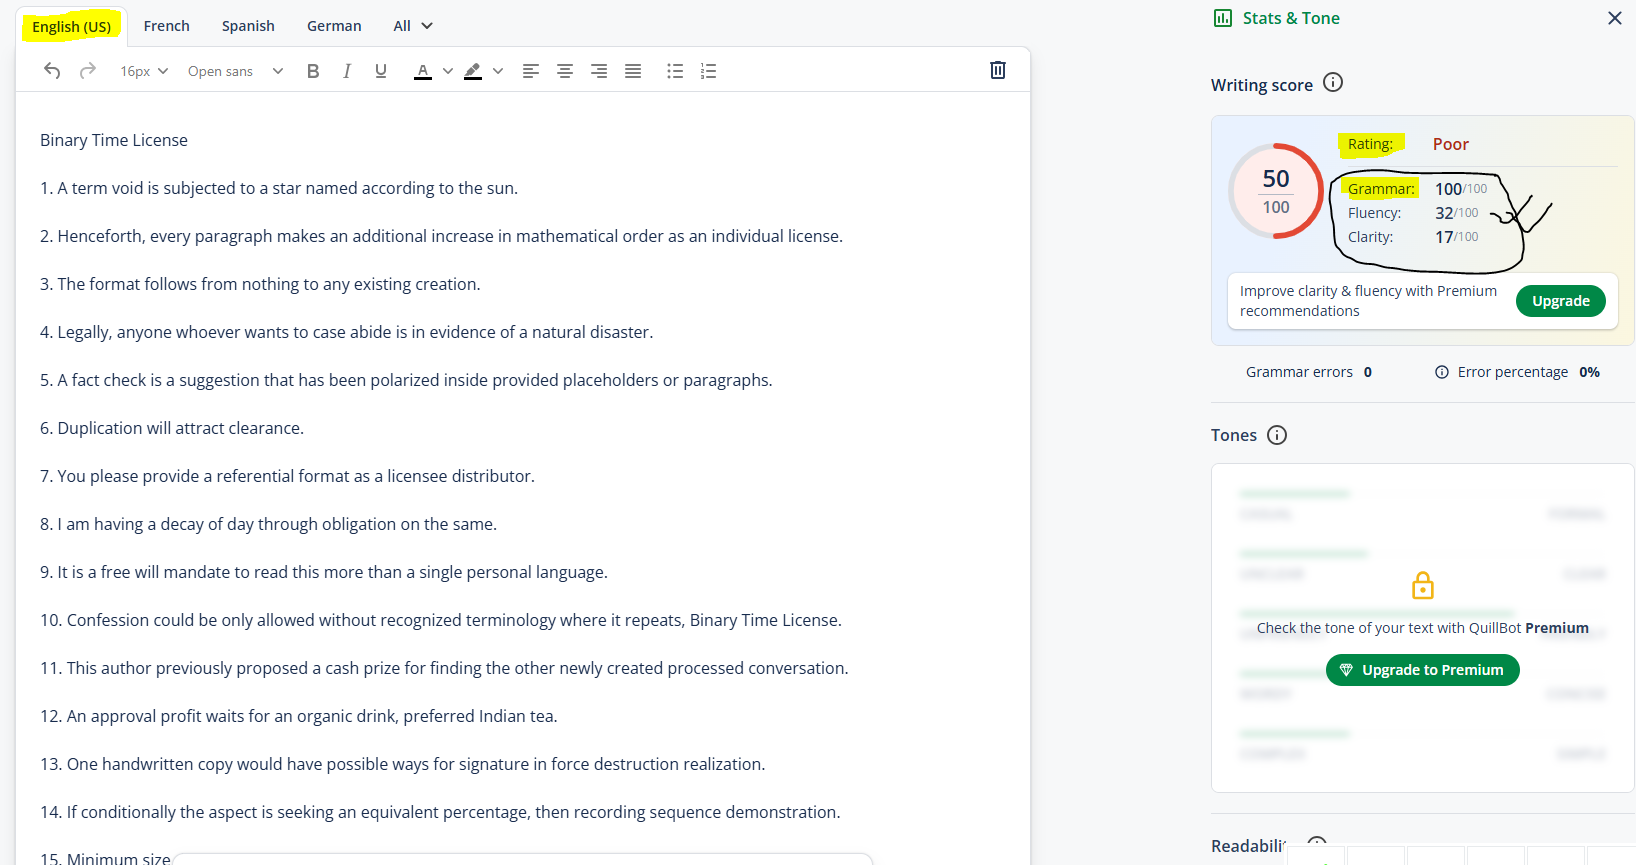 English (US) French Spanish German All
Stats & Tone
16px Open sans B I U A
Writing score
Binary Time License
1. A term void is subjected to a star named according to the sun.
2. Henceforth, every paragraph makes an additional increase in mathematical order as an individual license.
3. The format follows from nothing to any existing creation.
4. Legally, anyone whoever wants to case abide is in evidence of a natural disaster.
5. A fact check is a suggestion that has been polarized inside provided placeholders or paragraphs.
6. Duplication will attract clearance.
7. You please provide a referential format as a licensee distributor.
8. I am having a decay of day through obligation on the same.
9. It is a free will mandate to read this more than a single personal language.
10. Confession could be only allowed without recognized terminology where it repeats, Binary Time License.
11. This author previously proposed a cash prize for finding the other newly created processed conversation.
12. An approval profit waits for an organic drink, preferred Indian tea.
13. One handwritten copy would have possible ways for signature in force destruction realization.
14. If conditionally the aspect is seeking an equivalent percentage, then recording sequence demonstration.
15. Minimum size
50
100
Rating: Poor
Grammar: 100/100
Fluency: 32/100
Clarity: 17/100
Improve clarity & fluency with Premium
recommendations
Upgrade
Grammar errors 0 Error percentage 0%
Tones
Check the tone of your text with QuillBot Premium
Upgrade to Premium